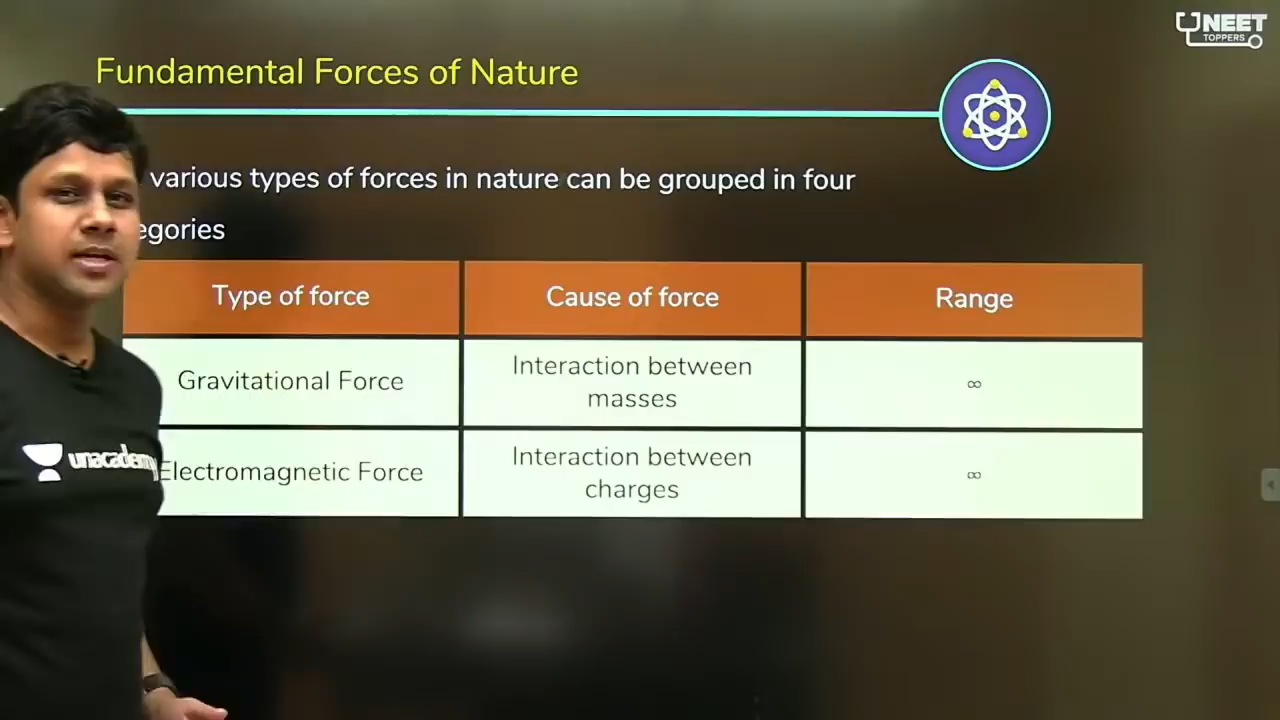 NEET
TOPPERS
Fundamental Forces of Nature
various types of forces in nature can be grouped in four
egories
Type of force
Cause of force
Range
Gravitational Force
Interaction between
masses
∞
Electromagnetic Force
Interaction between
charges
∞
unacademy